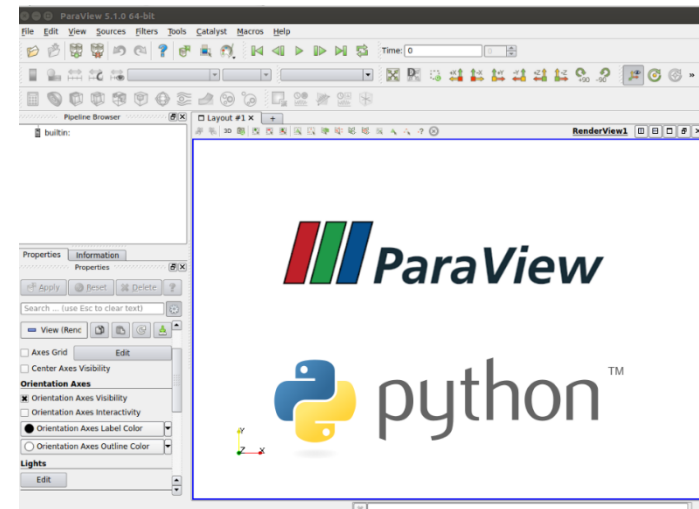 ParaView 5.1.0 64-bit
File Edit View Sources Filters Tools Catalyst Macros Help
Time: 0
+90 -90 »
Pipeline Browser
Layout #1 × +
builtin:
3D
RenderView1
Properties Information
Properties
Apply Reset Delete ?
Search ... (use Esc to clear text)
View (Renc
Axes Grid Edit
Center Axes Visibility
Orientation Axes
Orientation Axes Visibility
Orientation Axes Interactivity
Orientation Axes Label Color
Orientation Axes Outline Color
Lights
Edit
ParaView
python™
Y
Z X